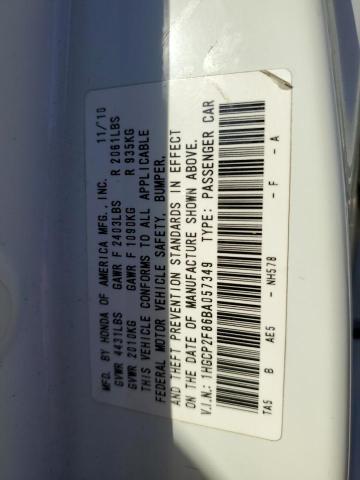 MFD. BY HONDA OF AMERICA MFG., INC. 11/10
GVWR 4431LBS GAWR F 2403LBS R 2061LBS
GVWR 2010KG GAWR F 1090KG R 935KG
THIS VEHICLE CONFORMS TO ALL APPLICABLE
FEDERAL MOTOR VEHICLE SAFETY, BUMPER,
AND THEFT PREVENTION STANDARDS IN EFFECT
ON THE DATE OF MANUFACTURE SHOWN ABOVE.
V.I.N.: 1HGCP2F86BA057349 TYPE: PASSENGER CAR
TA5 B AE5 - NH578 - F - A